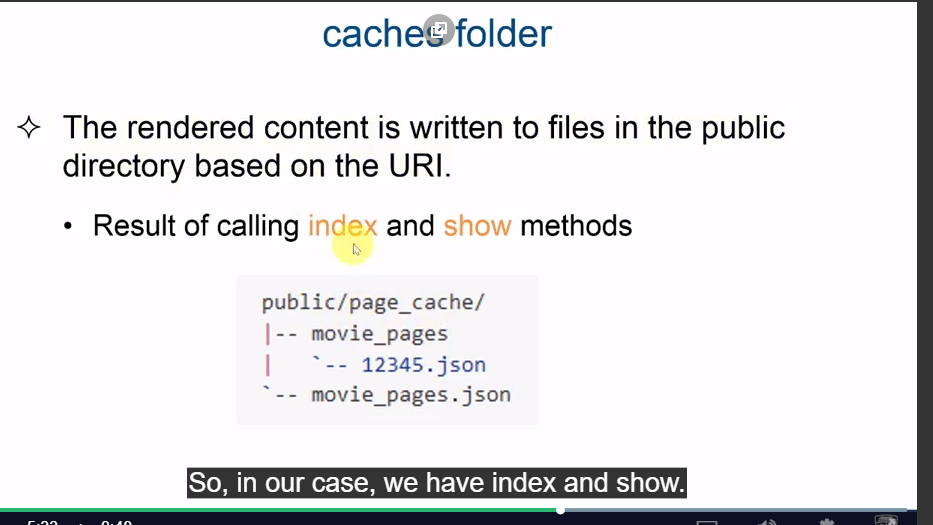 caches folder
✧ The rendered content is written to files in the public
directory based on the URI.
• Result of calling index and show methods
public/page_cache/
|-- movie_pages
|   `-- 12345.json
`-- movie_pages.json
So, in our case, we have index and show.